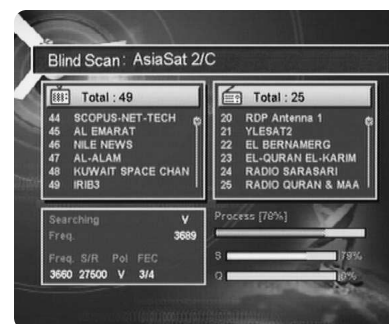 Blind Scan: AsiaSat 2/C
Total : 49
44 SCOPUS-NET-TECH
45 AL EMARAT
46 NILE NEWS
47 AL-ALAM
48 KUWAIT SPACE CHAN
49 IRIB3
Total : 25
20 RDP Antenna 1
21 YLESAT2
22 EL BERNAMERG
23 EL-QURAN EL-KARIM
24 RADIO SARASARI
25 RADIO QURAN & MAA
Searching V
Freq. 3689
Freq. S/R Pol FEC
3660 27500 V 3/4
Process [78%]
S 79%
Q 0%